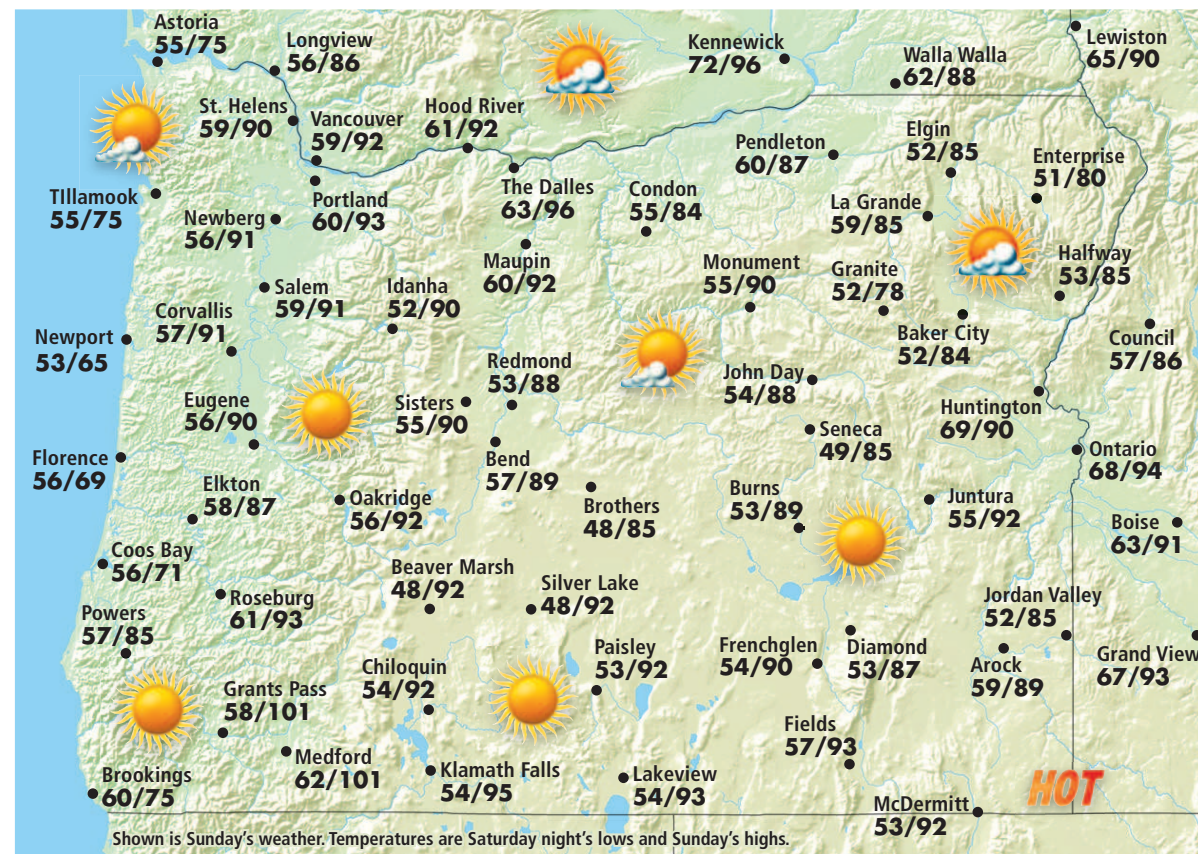 Astoria
55/75
Longview
56/86
Kennewick
72/96
Walla Walla
62/88
Lewiston
65/90
St. Helens
59/90
Vancouver
59/92
Hood River
61/92
Pendleton
60/87
Elgin
52/85
Enterprise
51/80
TIllamook
55/75
Newberg
56/91
Portland
60/93
The Dalles
63/96
Condon
55/84
La Grande
59/85
Maupin
60/92
Monument
55/90
Granite
52/78
Halfway
53/85
Salem
59/91
Idanha
52/90
Corvallis
57/91
Newport
53/65
Baker City
52/84
Council
57/86
Redmond
53/88
John Day
54/88
Eugene
56/90
Sisters
55/90
Huntington
69/90
Seneca
49/85
Florence
56/69
Bend
57/89
Ontario
68/94
Elkton
58/87
Oakridge
56/92
Brothers
48/85
Burns
53/89
Juntura
55/92
Boise
63/91
Coos Bay
56/71
Beaver Marsh
48/92
Silver Lake
48/92
Roseburg
61/93
Powers
57/85
Jordan Valley
52/85
Paisley
53/92
Frenchglen
54/90
Diamond
53/87
Arock
59/89
Grand View
67/93
Chiloquin
54/92
Grants Pass
58/101
Fields
57/93
Medford
62/101
Klamath Falls
54/95
Lakeview
54/93
Brookings
60/75
HOT
McDermitt
53/92
Shown is Sunday's weather. Temperatures are Saturday night's lows and Sunday's highs.